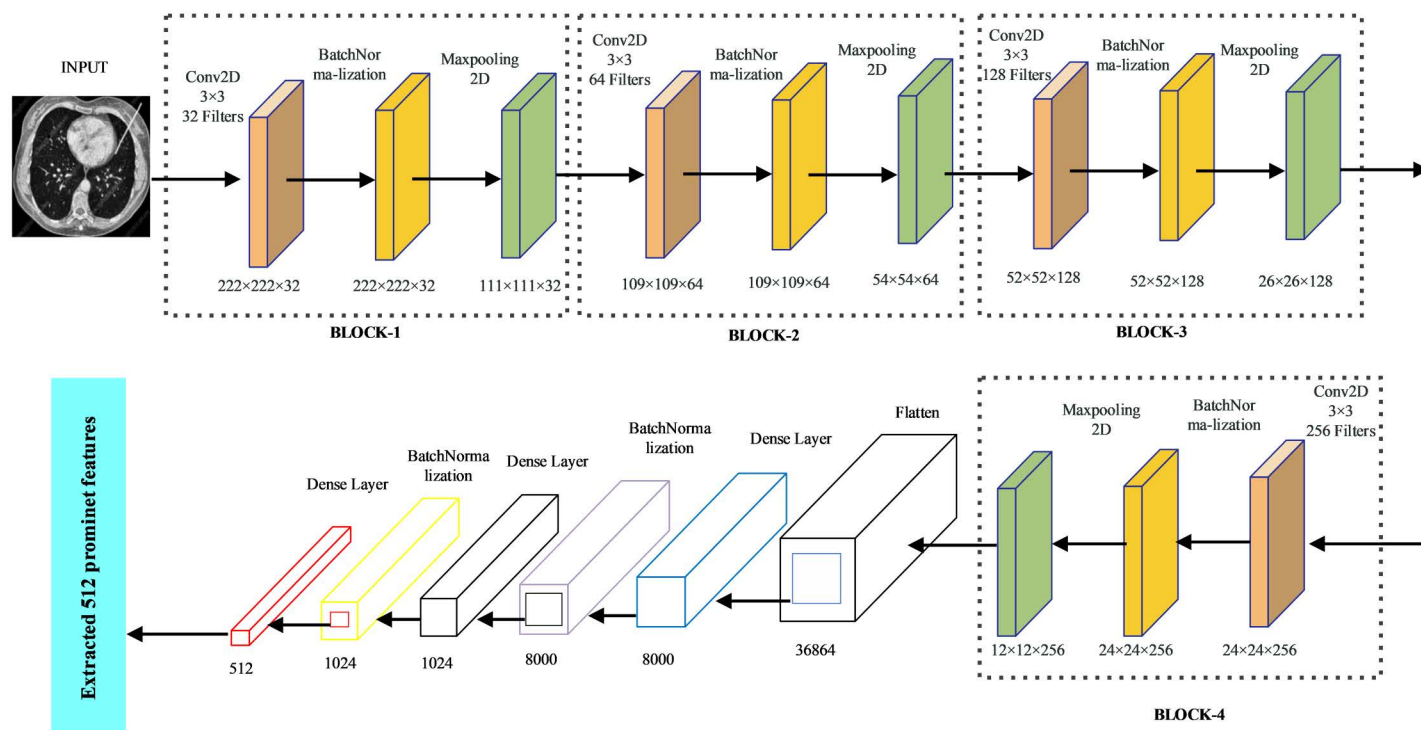 INPUT
Conv2D
3×3
32 Filters
BatchNor
ma-lization
Maxpooling
2D
222×222×32
222×222×32
111×111×32
BLOCK-1
Conv2D
3×3
64 Filters
BatchNor
ma-lization
Maxpooling
2D
109×109×64
109×109×64
54×54×64
BLOCK-2
Conv2D
3×3
128 Filters
BatchNor
ma-lization
Maxpooling
2D
52×52×128
52×52×128
26×26×128
BLOCK-3
Conv2D
3×3
256 Filters
BatchNor
ma-lization
Maxpooling
2D
24×24×256
24×24×256
12×12×256
BLOCK-4
Flatten
36864
Dense Layer
8000
BatchNorma
lization
8000
Dense Layer
1024
BatchNorma
lization
1024
Dense Layer
512
Extracted 512 prominet features